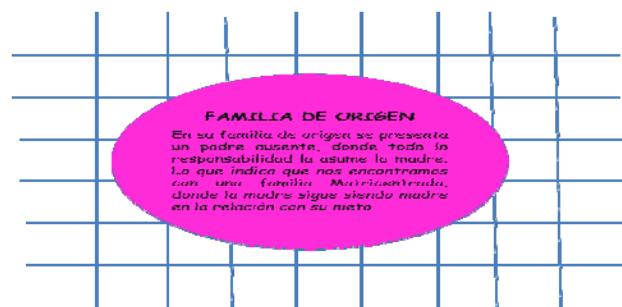 FAMILIA DE ORIGEN
En su familia de origen se presenta
un padre ausente, donde toda la
responsabilidad la asume la madre.
Lo que indica que nos encontramos
con una familia Matricentrada,
donde la madre sigue siendo madre
en la relación con su nieto